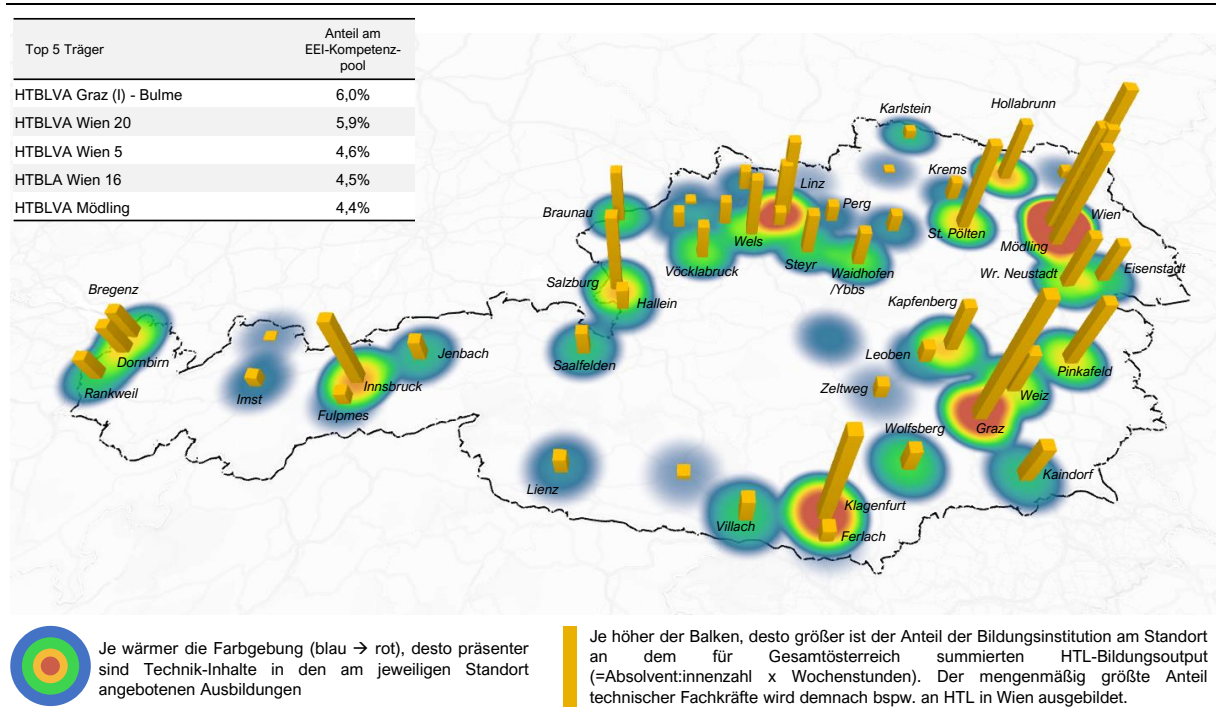 Top 5 Träger
Anteil am
EEI-Kompetenz-
pool
HTBLVA Graz (I) - Bulme 6,0%
HTBLVA Wien 20 5,9%
HTBLVA Wien 5 4,6%
HTBLA Wien 16 4,5%
HTBLVA Mödling 4,4%
Karlstein
Hollabrunn
Krems
Linz
Perg
Braunau
Wien
St. Pölten
Wels
Mödling
Steyr
Vöcklabruck
Waidhofen
/Ybbs
Wr. Neustadt
Eisenstadt
Salzburg
Hallein
Bregenz
Kapfenberg
Jenbach
Leoben
Dornbirn
Saalfelden
Pinkafeld
Rankweil
Innsbruck
Imst
Zeltweg
Weiz
Fulpmes
Graz
Wolfsberg
Kaindorf
Lienz
Klagenfurt
Villach
Ferlach
Je wärmer die Farbgebung (blau → rot), desto präsenter
sind Technik-Inhalte in den am jeweiligen Standort
angebotenen Ausbildungen
Je höher der Balken, desto größer ist der Anteil der Bildungsinstitution am Standort
an dem für Gesamtösterreich summierten HTL-Bildungsoutput
(=Absolvent:innenzahl x Wochenstunden). Der mengenmäßig größte Anteil
technischer Fachkräfte wird demnach bspw. an HTL in Wien ausgebildet.